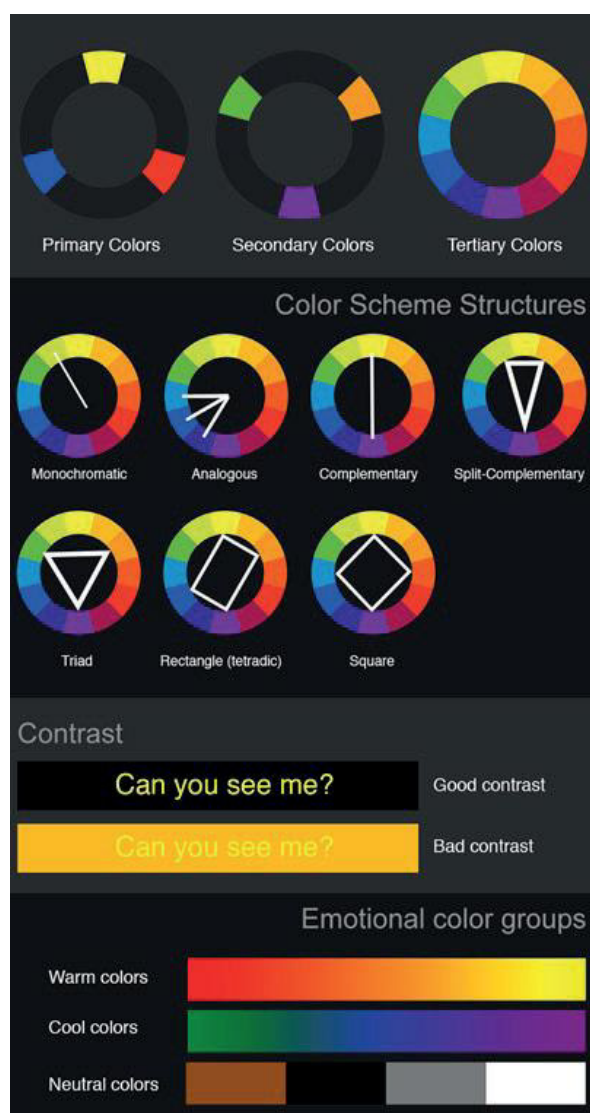 Primary Colors
Secondary Colors
Tertiary Colors
Color Scheme Structures
Monochromatic
Analogous
Complementary
Split-Complementary
Triad
Rectangle (tetradic)
Square
Contrast
Can you see me?
Good contrast
Can you see me?
Bad contrast
Emotional color groups
Warm colors
Cool colors
Neutral colors